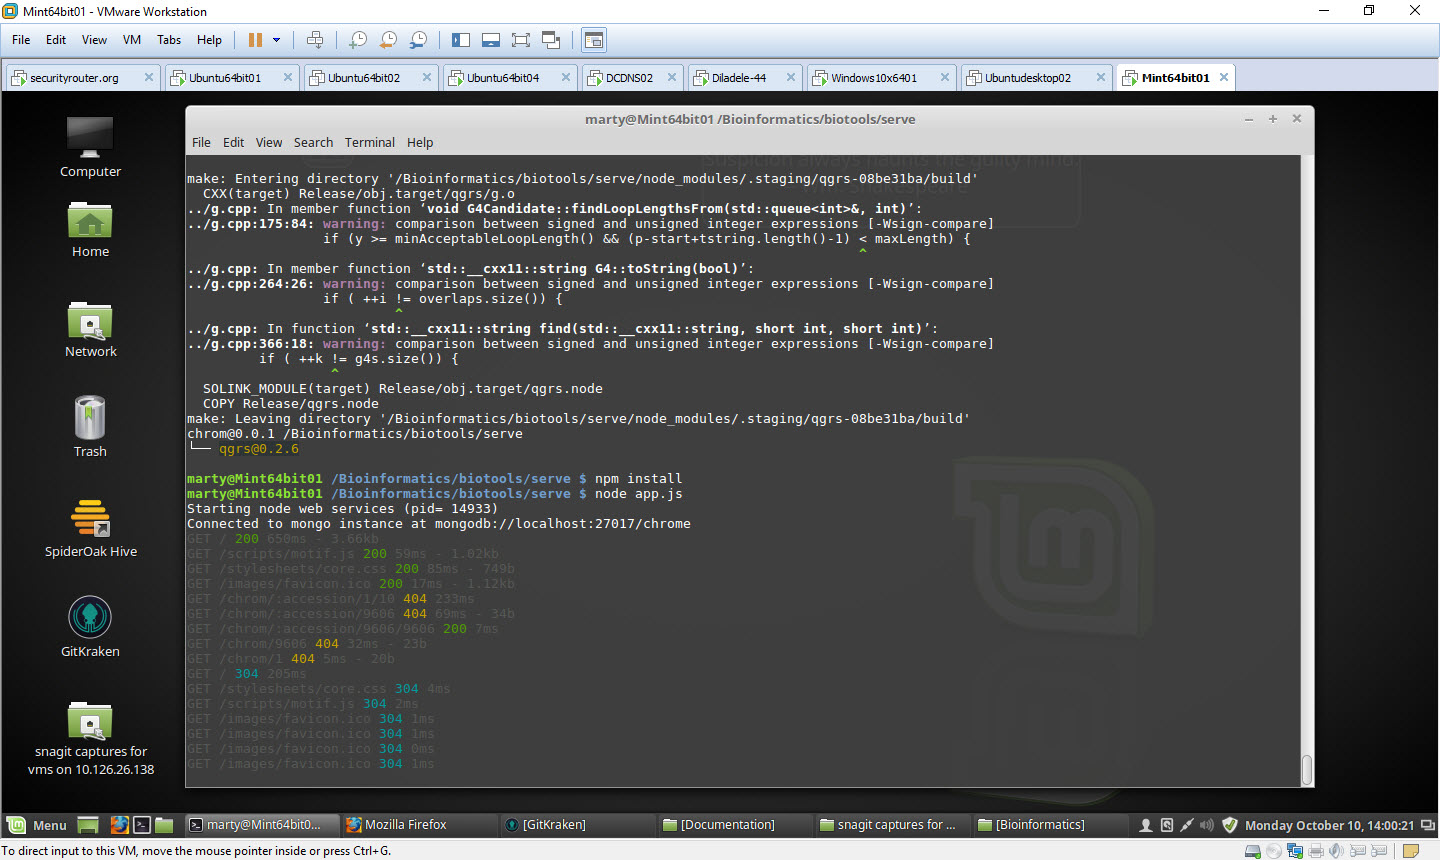 Mint64bit01 - VMware Workstation
File Edit View VM Tabs Help
securityrouter.org Ubuntu64bit01 Ubuntu64bit02 Ubuntu64bit04 DCDNS02 Diladele-44 Windows10x6401 Ubuntudesktop02 Mint64bit01
Computer
Home
Network
Trash
SpiderOak Hive
GitKraken
snagit captures for
vms on 10.126.26.138
marty@Mint64bit01 /Bioinformatics/biotools/serve
File Edit View Search Terminal Help
suspicion always haunts the guilty mind.
make: Entering directory '/Bioinformatics/biotools/serve/node_modules/.staging/qgrs-08be31ba/build'
-- Wm. Shakespeare
CXX(target) Release/obj.target/qgrs/g.o
../g.cpp: In member function ‘void G4Candidate::findLoopLengthsFrom(std::queue<int>&, int)’:
../g.cpp:175:84: warning: comparison between signed and unsigned integer expressions [-Wsign-compare]
if (y >= minAcceptableLoopLength() && (p-start+tstring.length()-1) < maxLength) {
^
../g.cpp: In member function ‘std::__cxx11::string G4::toString(bool)’:
../g.cpp:264:26: warning: comparison between signed and unsigned integer expressions [-Wsign-compare]
if ( ++i != overlaps.size()) {
^
../g.cpp: In function ‘std::__cxx11::string find(std::__cxx11::string, short int, short int)’:
../g.cpp:366:18: warning: comparison between signed and unsigned integer expressions [-Wsign-compare]
if ( ++k != g4s.size()) {
^
SOLINK_MODULE(target) Release/obj.target/qgrs.node
COPY Release/qgrs.node
make: Leaving directory '/Bioinformatics/biotools/serve/node_modules/.staging/qgrs-08be31ba/build'
chrom@0.0.1 /Bioinformatics/biotools/serve
└── qgrs@0.2.6
marty@Mint64bit01 /Bioinformatics/biotools/serve $ npm install
marty@Mint64bit01 /Bioinformatics/biotools/serve $ node app.js
Starting node web services (pid= 14933)
Connected to mongo instance at mongodb://localhost:27017/chrome
GET / 200 650ms - 3.66kb
GET /scripts/motif.js 200 59ms - 1.02kb
GET /stylesheets/core.css 200 85ms - 749b
GET /images/favicon.ico 200 17ms - 1.12kb
GET /chrom/:accession/1/10 404 233ms
GET /chrom/:accession/9606 404 69ms - 34b
GET /chrom/:accession/9606/9606 200 7ms
GET /chrom/9606 404 32ms - 23b
GET /chrom/1 404 5ms - 20b
GET / 304 205ms
GET /stylesheets/core.css 304 4ms
GET /scripts/motif.js 304 2ms
GET /images/favicon.ico 304 1ms
GET /images/favicon.ico 304 1ms
GET /images/favicon.ico 304 0ms
GET /images/favicon.ico 304 1ms
Menu marty@Mint64bit0... Mozilla Firefox [GitKraken] [Documentation] snagit captures for ... [Bioinformatics] Monday October 10, 14:00:21
To direct input to this VM, move the mouse pointer inside or press Ctrl+G.